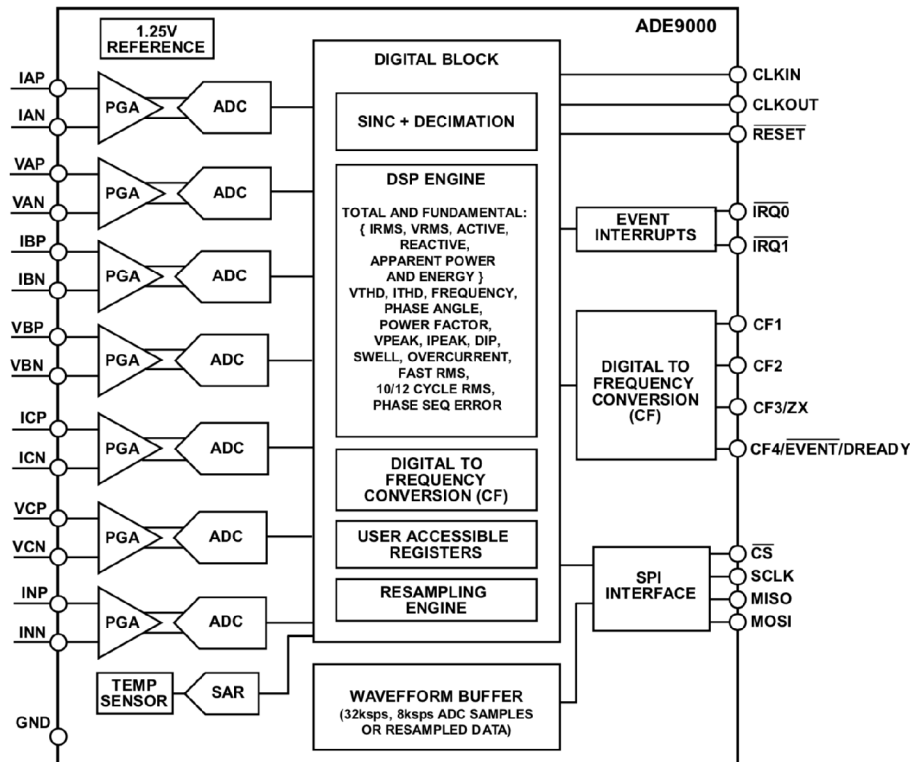 ADE9000
1.25V
REFERENCE
IAP
IAN
PGA
ADC
VAP
VAN
PGA
ADC
IBP
IBN
PGA
ADC
VBP
VBN
PGA
ADC
ICP
ICN
PGA
ADC
VCP
VCN
PGA
ADC
INP
INN
PGA
ADC
TEMP
SENSOR
SAR
GND
DIGITAL BLOCK
SINC + DECIMATION
DSP ENGINE
TOTAL AND FUNDAMENTAL:
{ IRMS, VRMS, ACTIVE,
REACTIVE,
APPARENT POWER
AND ENERGY }
VTHD, ITHD, FREQUENCY,
PHASE ANGLE,
POWER FACTOR,
VPEAK, IPEAK, DIP,
SWELL, OVERCURRENT,
FAST RMS,
10/12 CYCLE RMS,
PHASE SEQ ERROR
DIGITAL TO
FREQUENCY
CONVERSION (CF)
USER ACCESSIBLE
REGISTERS
RESAMPLING
ENGINE
WAVEFFORM BUFFER
(32ksps, 8ksps ADC SAMPLES
OR RESAMPLED DATA)
CLKIN
CLKOUT
RESET
EVENT
INTERRUPTS
IRQ0
IRQ1
DIGITAL TO
FREQUENCY
CONVERSION
(CF)
CF1
CF2
CF3/ZX
CF4/EVENT/DREADY
SPI
INTERFACE
CS
SCLK
MISO
MOSI